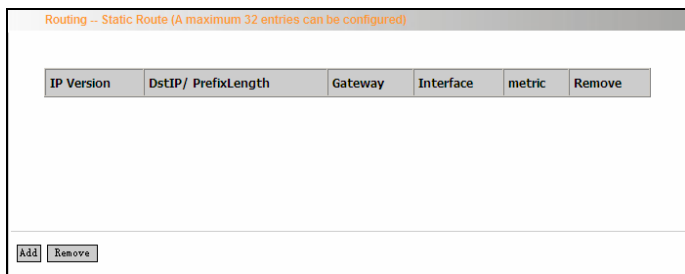 Routing -- Static Route (A maximum 32 entries can be configured)
IP Version DstIP/ PrefixLength Gateway Interface metric Remove
Add Remove